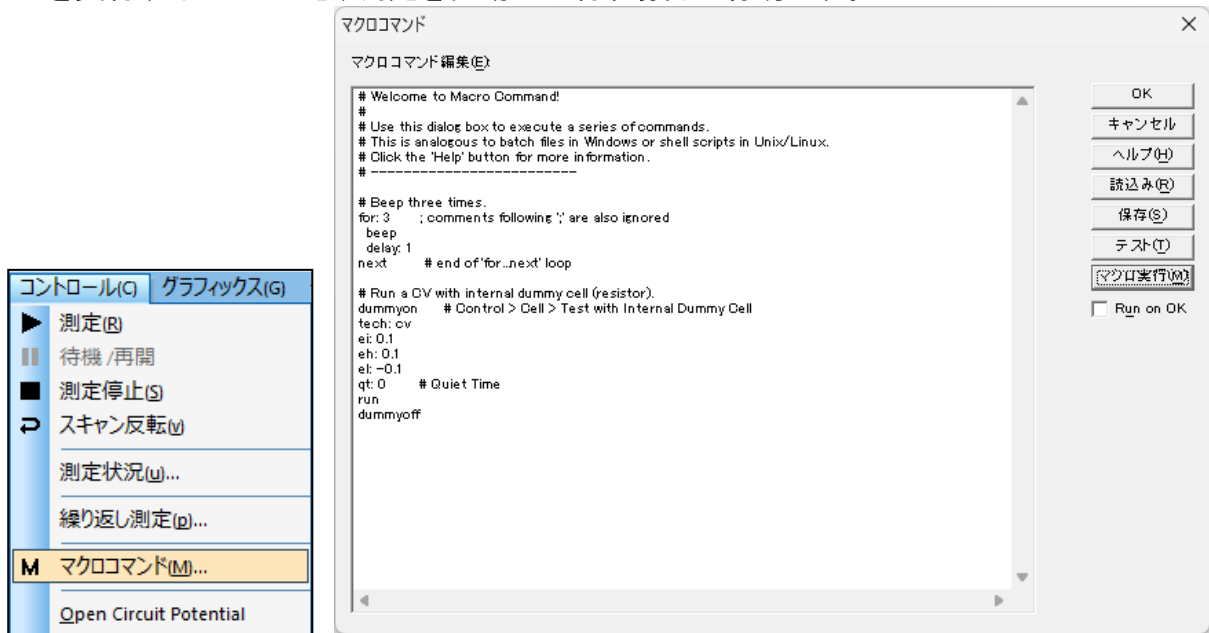 マクロコマンド
マクロコマンド編集(E):
# Welcome to Macro Command!
#
# Use this dialog box to execute a series of commands.
# This is analogous to batch files in Windows or shell scripts in Unix/Linux.
# Click the 'Help' button for more information.
# --------------------------
# Beep three times.
for: 3 ; comments following ';' are also ignored
beep
delay: 1
next # end of 'for...next' loop
# Run a CV with internal dummy cell (resistor).
dummyon # Control > Cell > Test with Internal Dummy Cell
tech: cv
ei: 0.1
eh: 0.1
el: -0.1
qt: 0 # Quiet Time
run
dummyoff
OK
キャンセル
ヘルプ(H)
読込み(R)
保存(S)
テスト(T)
マクロ実行(M)
Run on OK
コントロール(C) グラフィックス(G)
測定(R)
待機 /再開
測定停止(S)
スキャン反転(v)
測定状況(u)...
繰り返し測定(p)...
M マクロコマンド(M)...
Open Circuit Potential